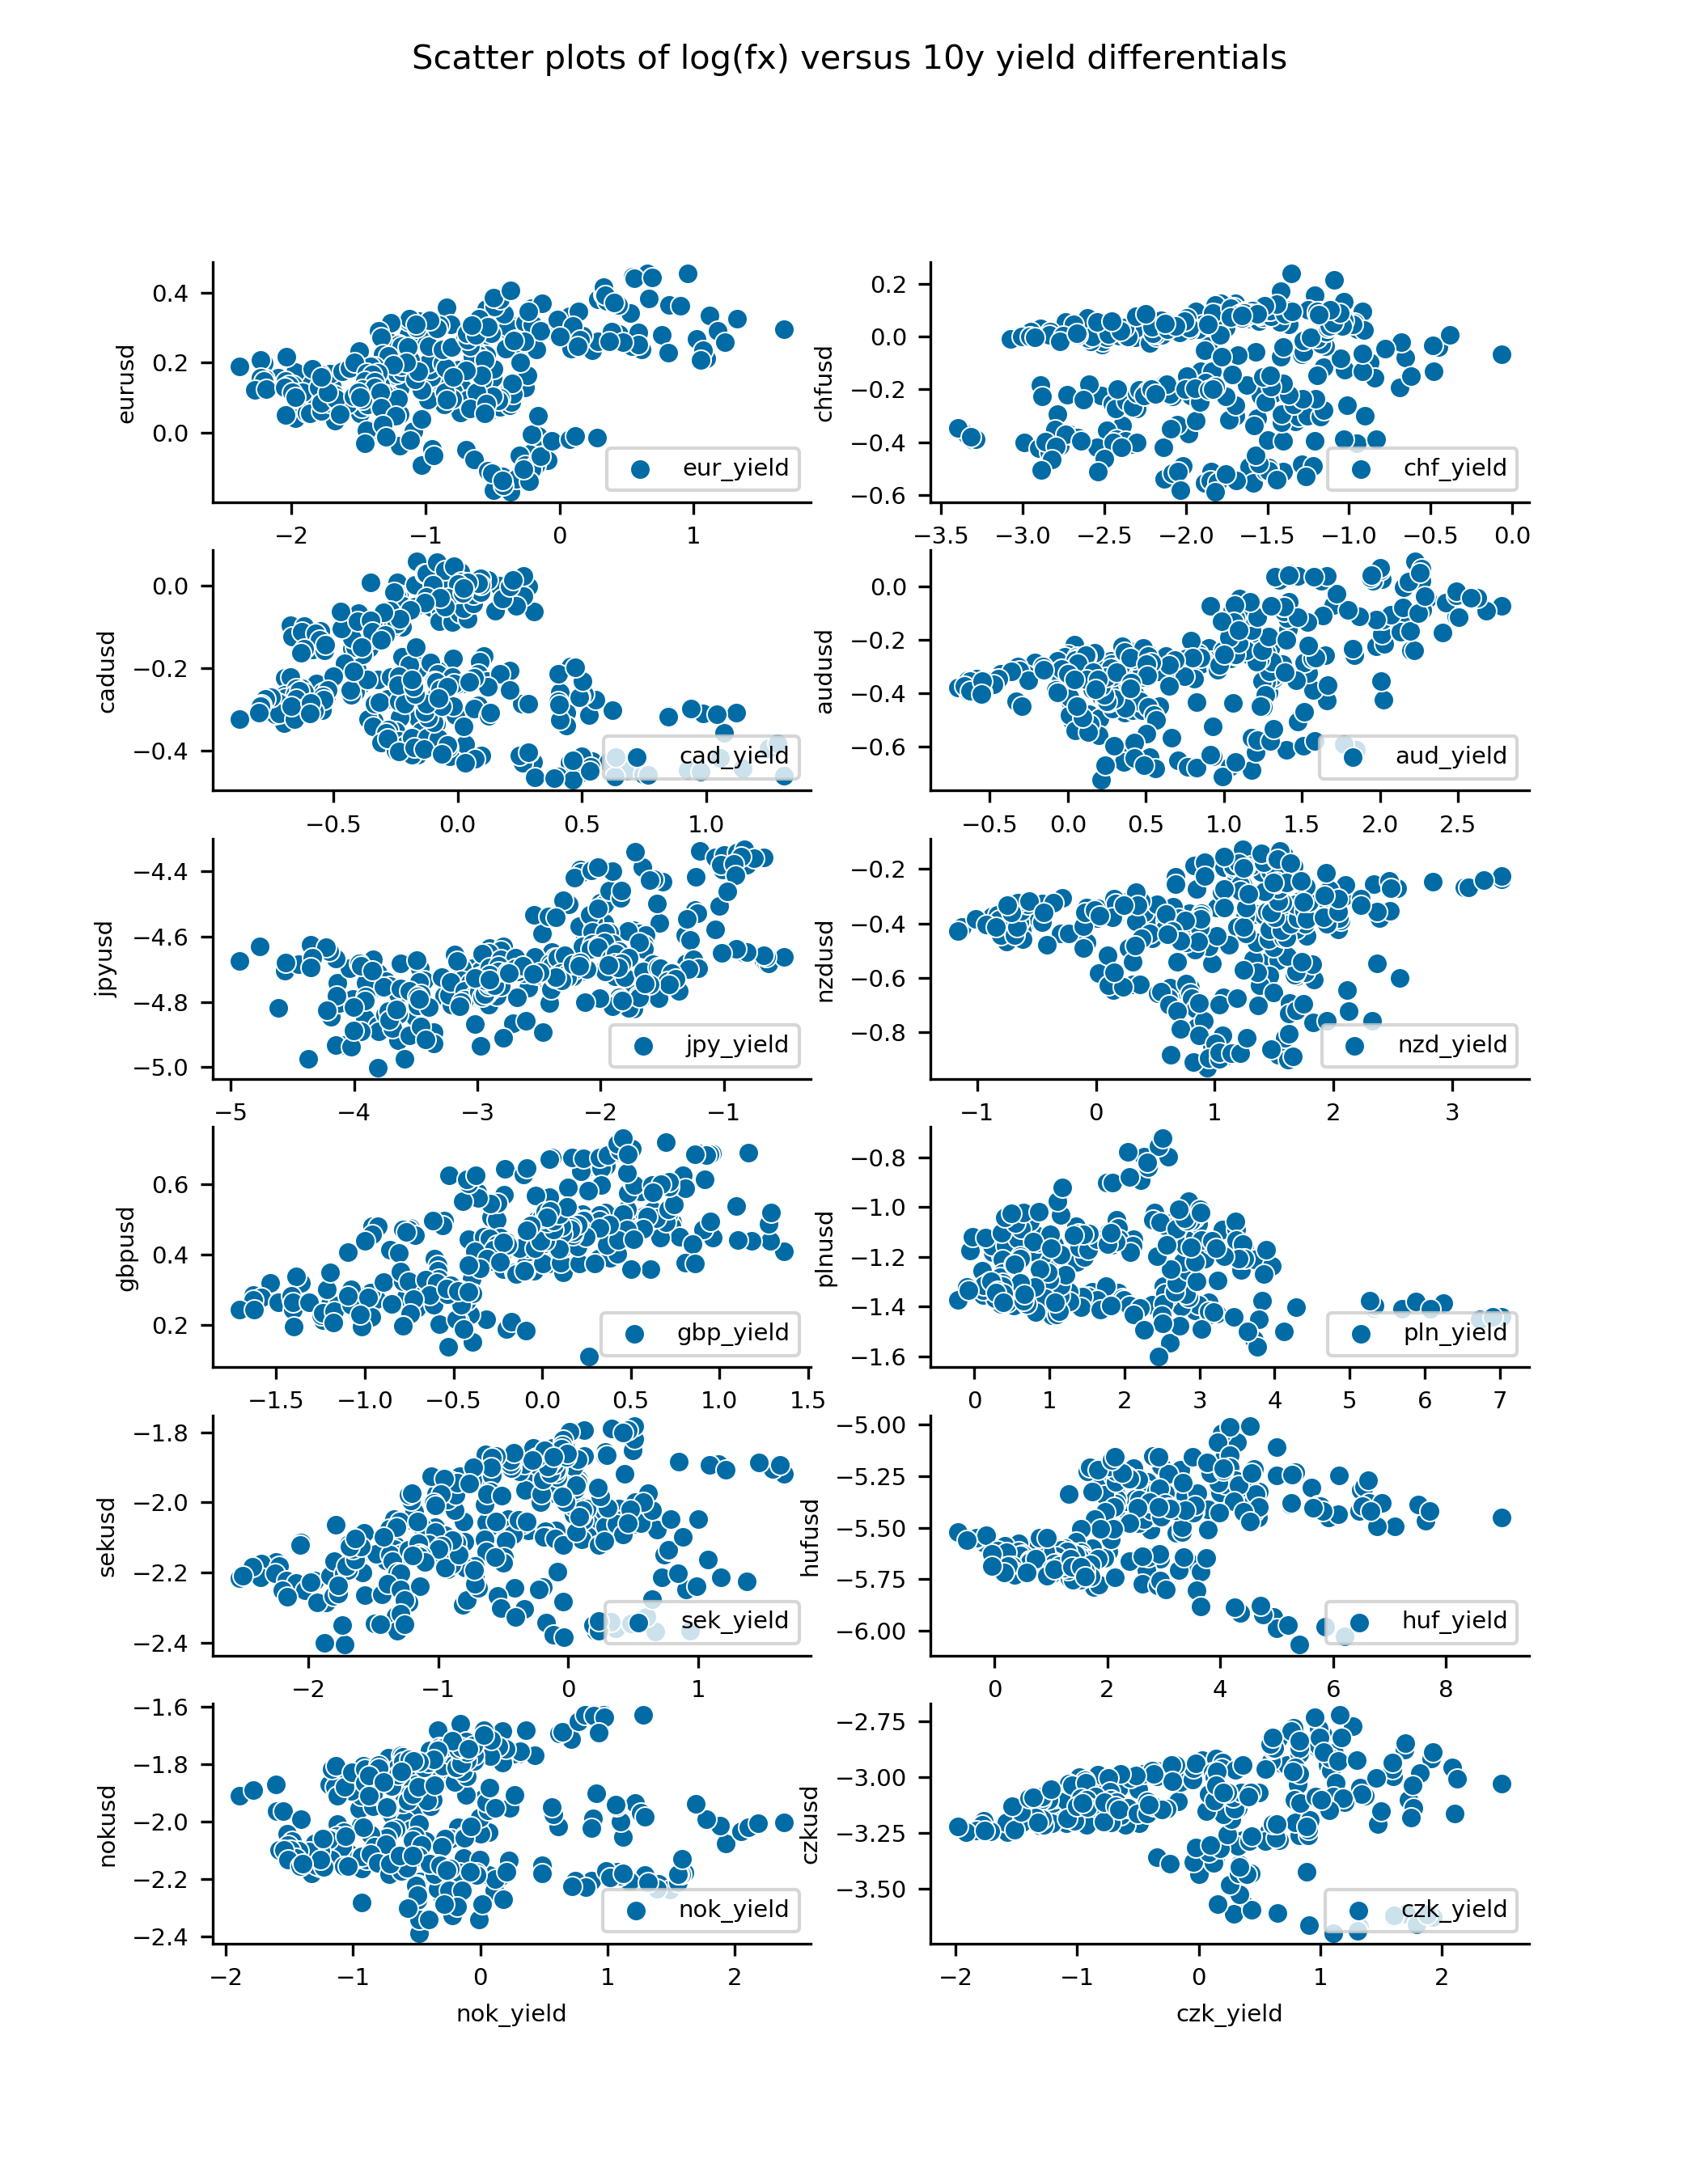 Scatter plots of log(fx) versus 10y yield differentials
0.4
0.2
0.0
eurusd
eur_yield
−2 −1 0 1
0.2
0.0
−0.2
−0.4
−0.6
chfusd
chf_yield
−3.5 −3.0 −2.5 −2.0 −1.5 −1.0 −0.5 0.0
0.0
−0.2
−0.4
cadusd
cad_yield
−0.5 0.0 0.5 1.0
0.0
−0.2
−0.4
−0.6
audusd
aud_yield
−0.5 0.0 0.5 1.0 1.5 2.0 2.5
−4.4
−4.6
−4.8
−5.0
jpyusd
jpy_yield
−5 −4 −3 −2 −1
−0.2
−0.4
−0.6
−0.8
nzdusd
nzd_yield
−1 0 1 2 3
0.6
0.4
0.2
gbpusd
gbp_yield
−1.5 −1.0 −0.5 0.0 0.5 1.0 1.5
−0.8
−1.0
−1.2
−1.4
−1.6
plnusd
pln_yield
0 1 2 3 4 5 6 7
−1.8
−2.0
−2.2
−2.4
sekusd
sek_yield
−2 −1 0 1
−5.00
−5.25
−5.50
−5.75
−6.00
hufusd
huf_yield
0 2 4 6 8
−1.6
−1.8
−2.0
−2.2
−2.4
nokusd
nok_yield
−2 −1 0 1 2
nok_yield
−2.75
−3.00
−3.25
−3.50
czkusd
czk_yield
−2 −1 0 1 2
czk_yield